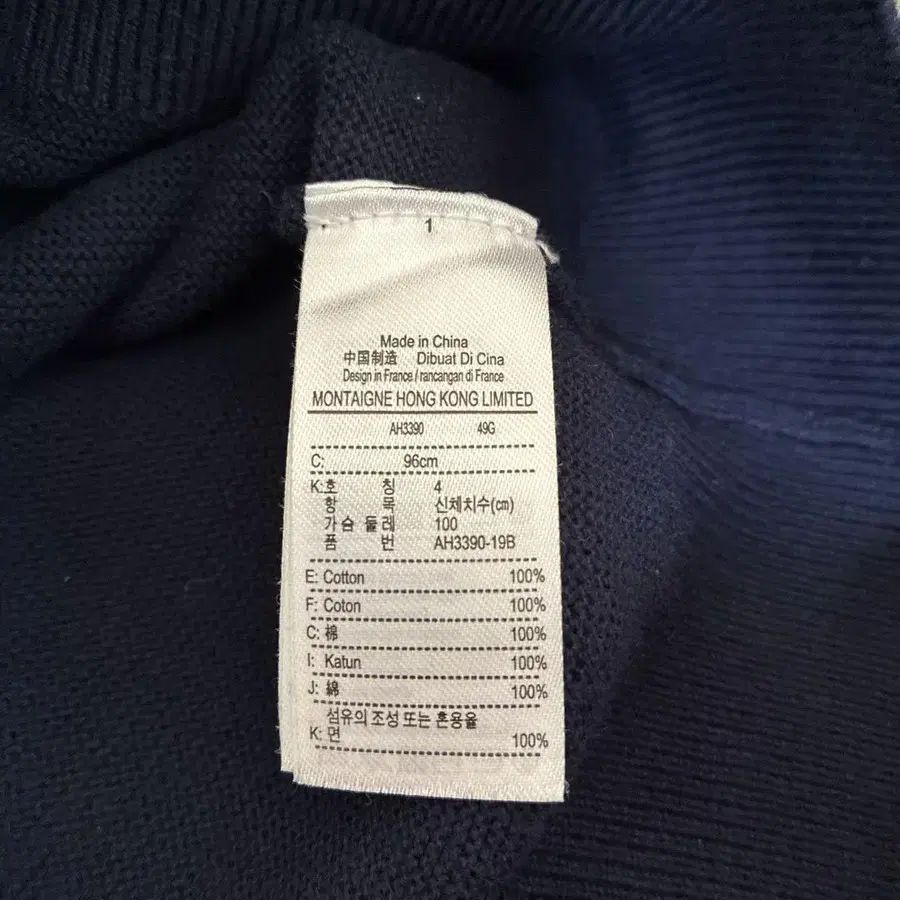 1
Made in China
中国制造 Dibuat Di Cina
Design in France / rancangan di France
MONTAIGNE HONG KONG LIMITED
AH3390 49G
C: 96cm
K:호 칭 4
항 목 신체치수(cm)
가슴 둘레 100
품 번 AH3390-19B
E: Cotton 100%
F: Coton 100%
C: 棉 100%
I: Katun 100%
J: 綿 100%
섬유의 조성 또는 혼용율
K: 면 100%